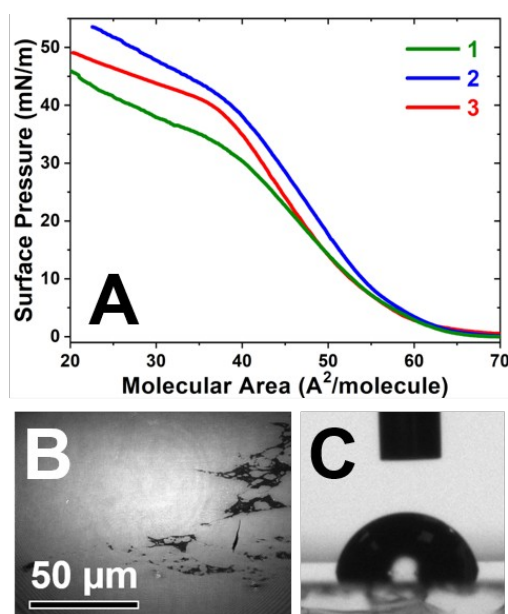 50
40
30
20
10
0
Surface Pressure (mN/m)
1
2
3
A
20 30 40 50 60 70
Molecular Area (A²/molecule)
B
50 µm
C